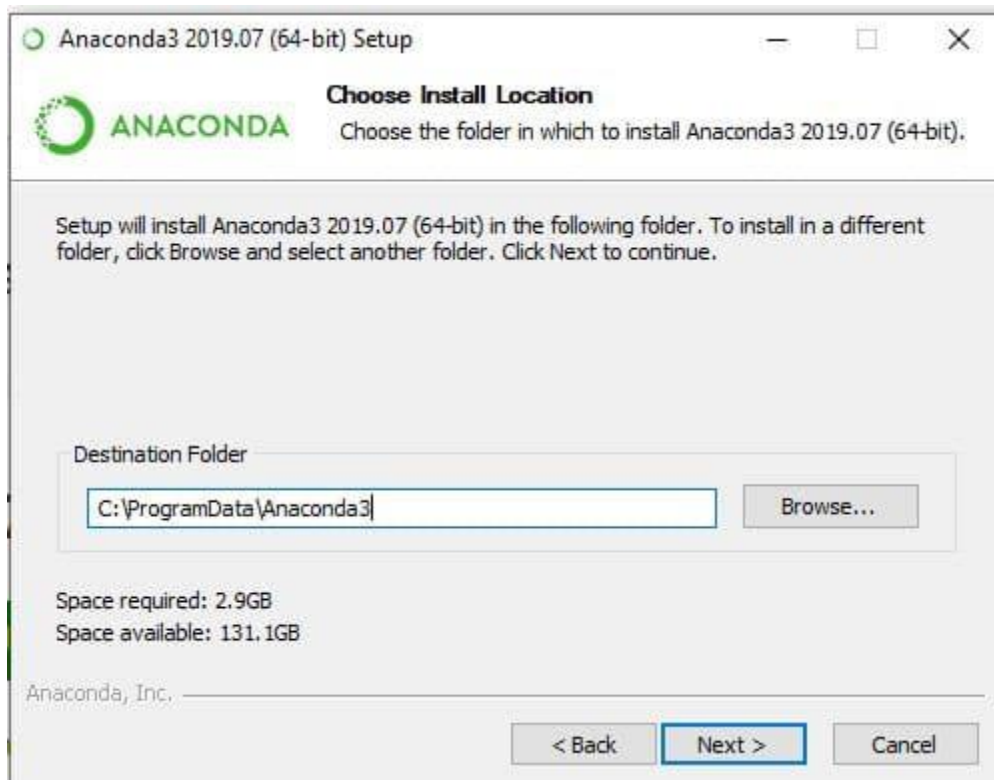 Anaconda3 2019.07 (64-bit) Setup
ANACONDA
Choose Install Location
Choose the folder in which to install Anaconda3 2019.07 (64-bit).
Setup will install Anaconda3 2019.07 (64-bit) in the following folder. To install in a different
folder, click Browse and select another folder. Click Next to continue.
Destination Folder
C:\ProgramData\Anaconda3
Browse...
Space required: 2.9GB
Space available: 131.1GB
Anaconda, Inc.
< Back
Next >
Cancel